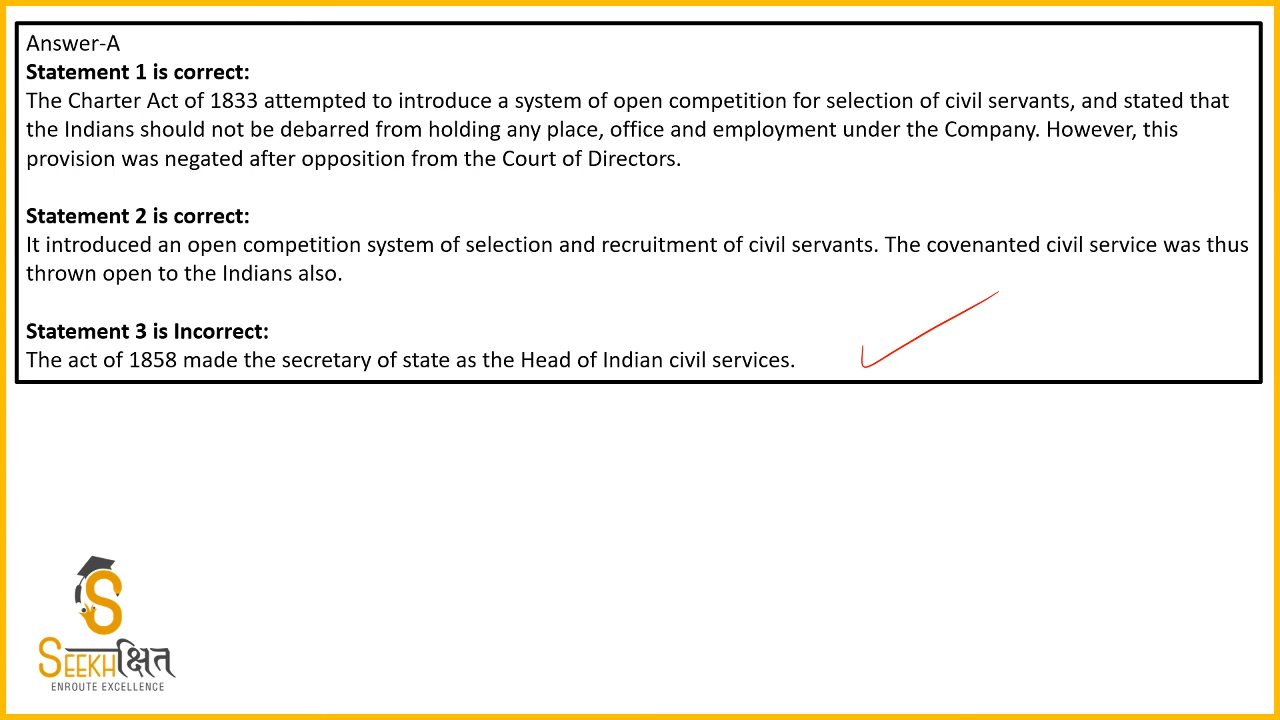 Answer-A
Statement 1 is correct:
The Charter Act of 1833 attempted to introduce a system of open competition for selection of civil servants, and stated that
the Indians should not be debarred from holding any place, office and employment under the Company. However, this
provision was negated after opposition from the Court of Directors.
Statement 2 is correct:
It introduced an open competition system of selection and recruitment of civil servants. The covenanted civil service was thus
thrown open to the Indians also.
Statement 3 is Incorrect:
The act of 1858 made the secretary of state as the Head of Indian civil services.
S
SEEKHक्षित
ENROUTE EXCELLENCE